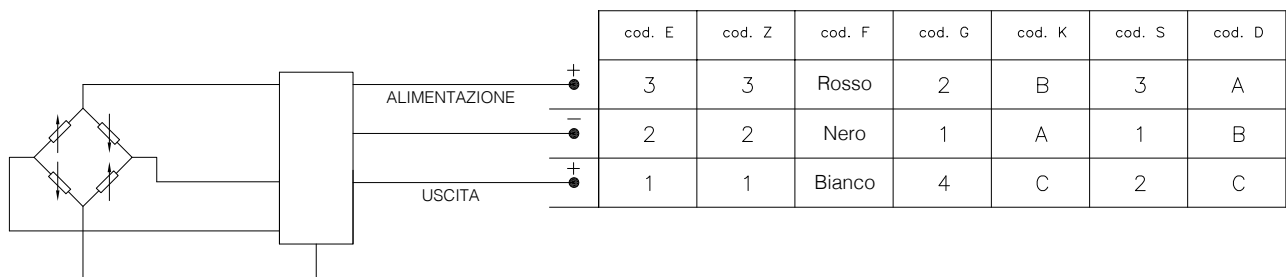 cod. E cod. Z cod. F cod. G cod. K cod. S cod. D
ALIMENTAZIONE + 3 3 Rosso 2 B 3 A
− 2 2 Nero 1 A 1 B
USCITA + 1 1 Bianco 4 C 2 C